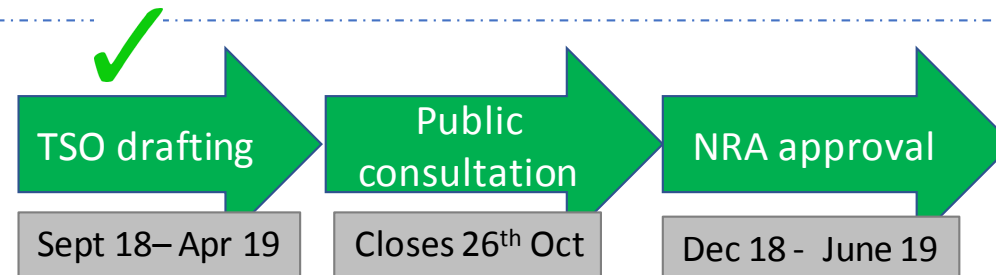 TSO drafting
Public
consultation
NRA approval
Sept 18– Apr 19
Closes 26th Oct
Dec 18 - June 19